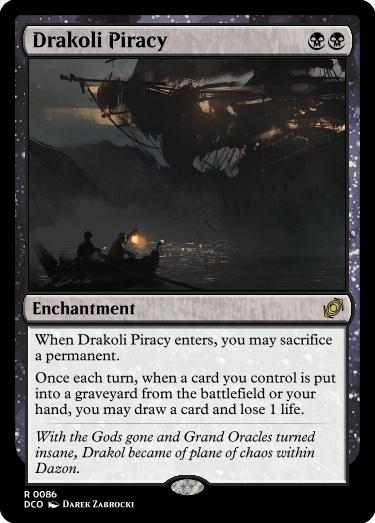 Drakoli Piracy
Enchantment
When Drakoli Piracy enters, you may sacrifice
a permanent.
Once each turn, when a card you control is put
into a graveyard from the battlefield or your
hand, you may draw a card and lose 1 life.
With the Gods gone and Grand Oracles turned
insane, Drakol became of plane of chaos within
Dazon.
R 0086
DCO DAREK ZABROCKI